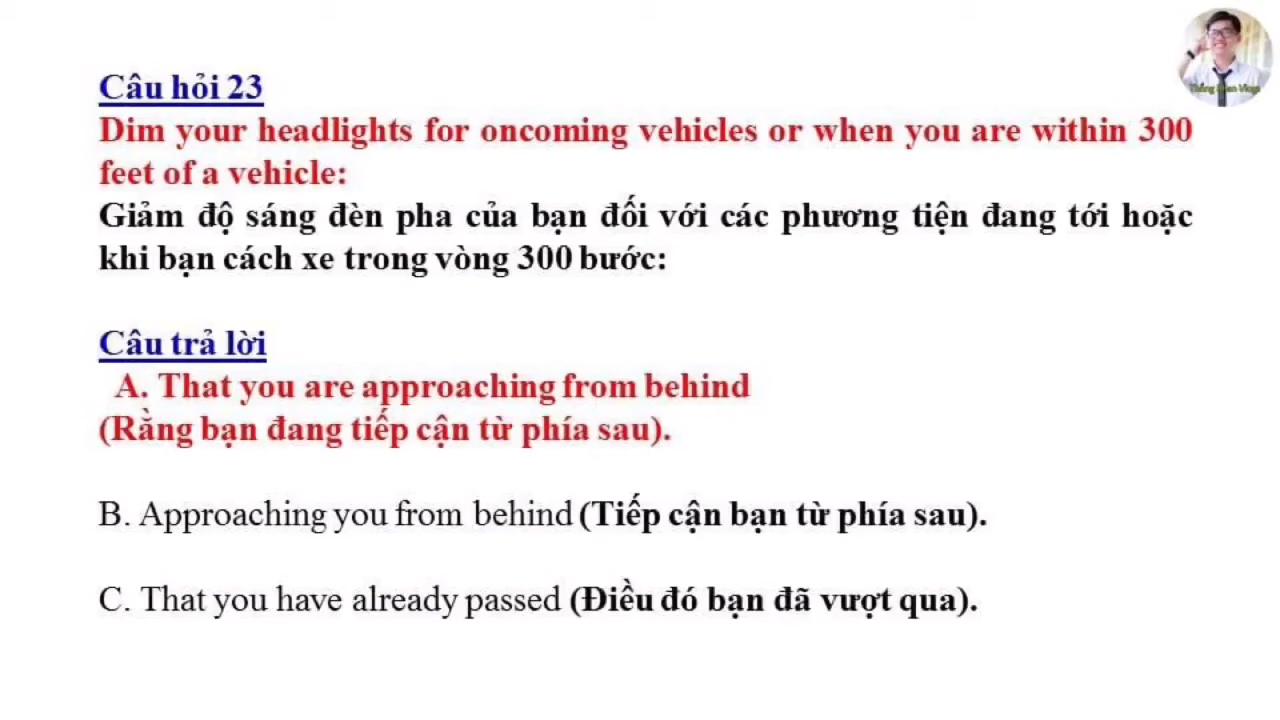 Câu hỏi 23
Dim your headlights for oncoming vehicles or when you are within 300
feet of a vehicle:
Giảm độ sáng đèn pha của bạn đối với các phương tiện đang tới hoặc
khi bạn cách xe trong vòng 300 bước:
Câu trả lời
A. That you are approaching from behind
(Rằng bạn đang tiếp cận từ phía sau).
B. Approaching you from behind (Tiếp cận bạn từ phía sau).
C. That you have already passed (Điều đó bạn đã vượt qua).